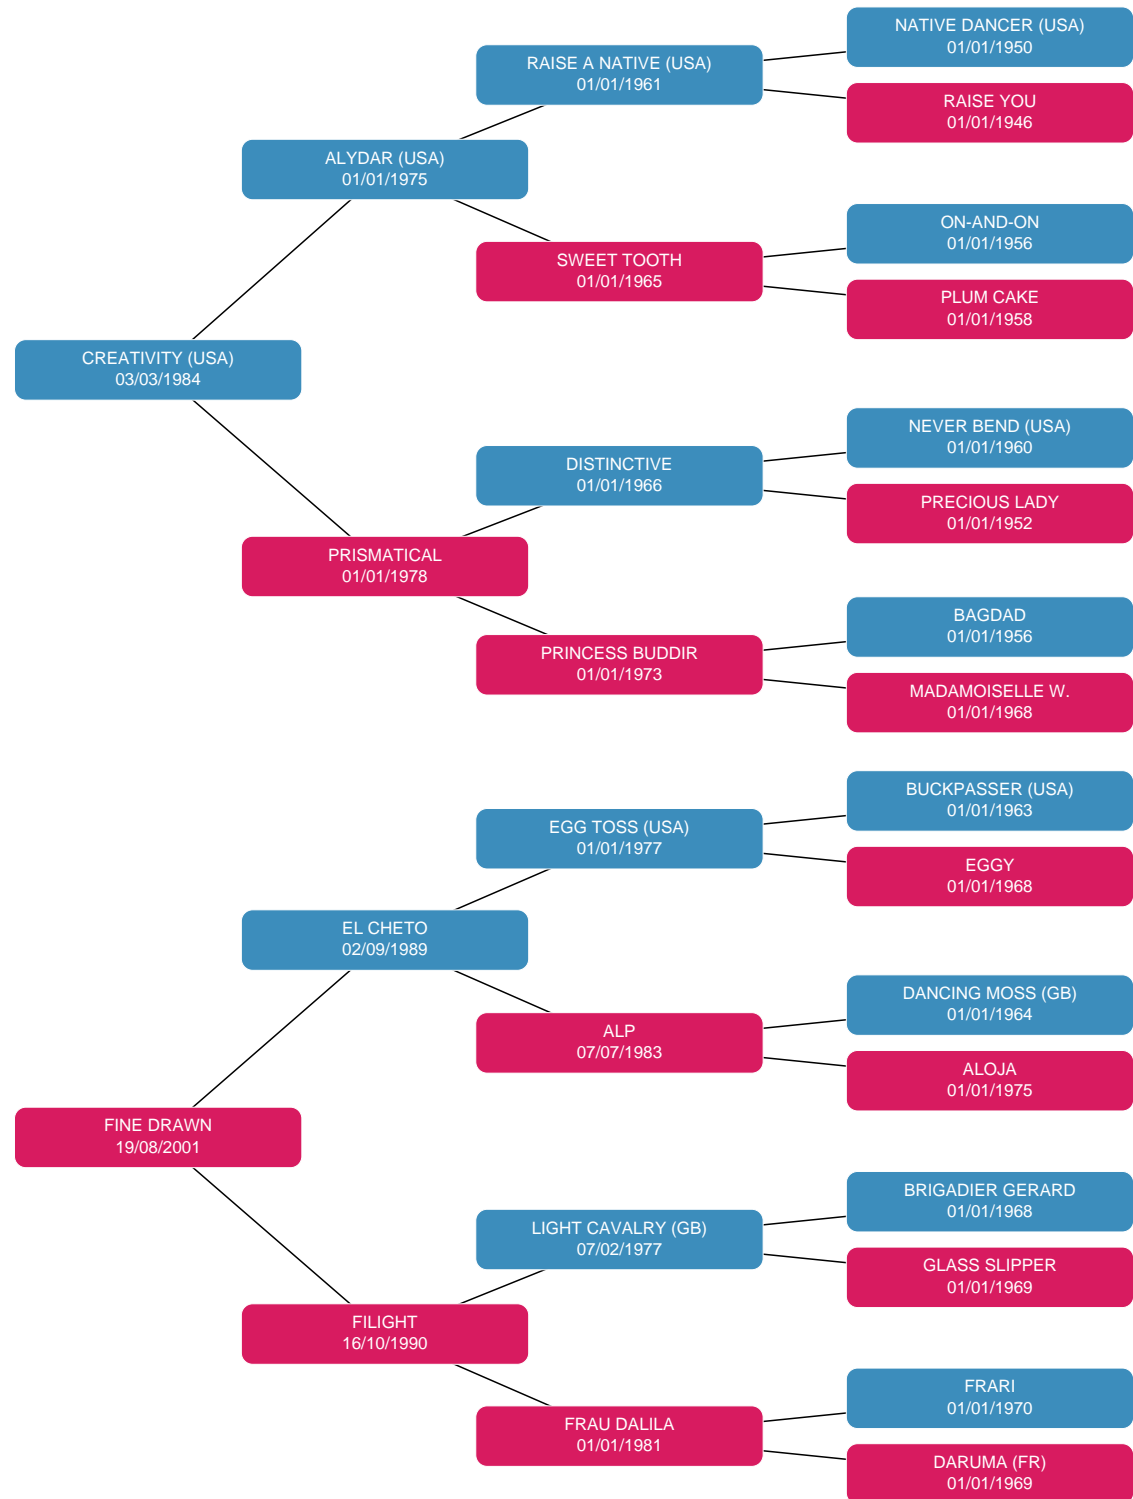 NATIVE DANCER (USA)
01/01/1950
RAISE A NATIVE (USA)
01/01/1961
RAISE YOU
01/01/1946
ALYDAR (USA)
01/01/1975
ON-AND-ON
01/01/1956
SWEET TOOTH
01/01/1965
PLUM CAKE
01/01/1958
CREATIVITY (USA)
03/03/1984
NEVER BEND (USA)
01/01/1960
DISTINCTIVE
01/01/1966
PRECIOUS LADY
01/01/1952
PRISMATICAL
01/01/1978
BAGDAD
01/01/1956
PRINCESS BUDDIR
01/01/1973
MADAMOISELLE W.
01/01/1968
BUCKPASSER (USA)
01/01/1963
EGG TOSS (USA)
01/01/1977
EGGY
01/01/1968
EL CHETO
02/09/1989
DANCING MOSS (GB)
01/01/1964
ALP
07/07/1983
ALOJA
01/01/1975
FINE DRAWN
19/08/2001
BRIGADIER GERARD
01/01/1968
LIGHT CAVALRY (GB)
07/02/1977
GLASS SLIPPER
01/01/1969
FILIGHT
16/10/1990
FRARI
01/01/1970
FRAU DALILA
01/01/1981
DARUMA (FR)
01/01/1969